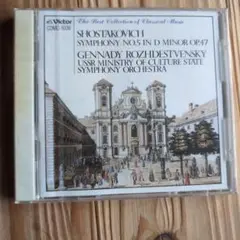 Victor
The Best Collection of Classical Music
SHOSTAKOVICH
SYMPHONY NO.5 IN D MINOR OP.47
GENNADY ROZHDESTVENSKY
USSR MINISTRY OF CULTURE STATE
SYMPHONY ORCHESTRA